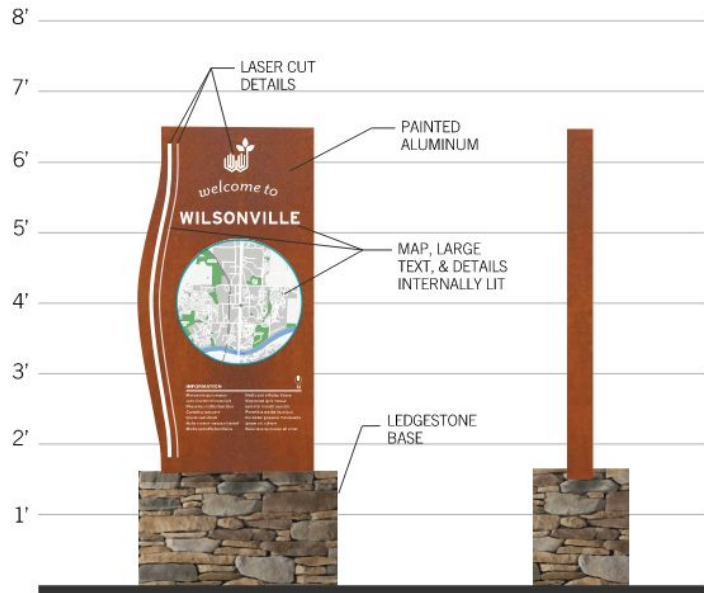 8'
7'
6'
5'
4'
3'
2'
1'
LASER CUT
DETAILS
PAINTED
ALUMINUM
welcome to
WILSONVILLE
MAP, LARGE
TEXT, & DETAILS
INTERNALLY LIT
INFORMATION
LEDGESTONE
BASE